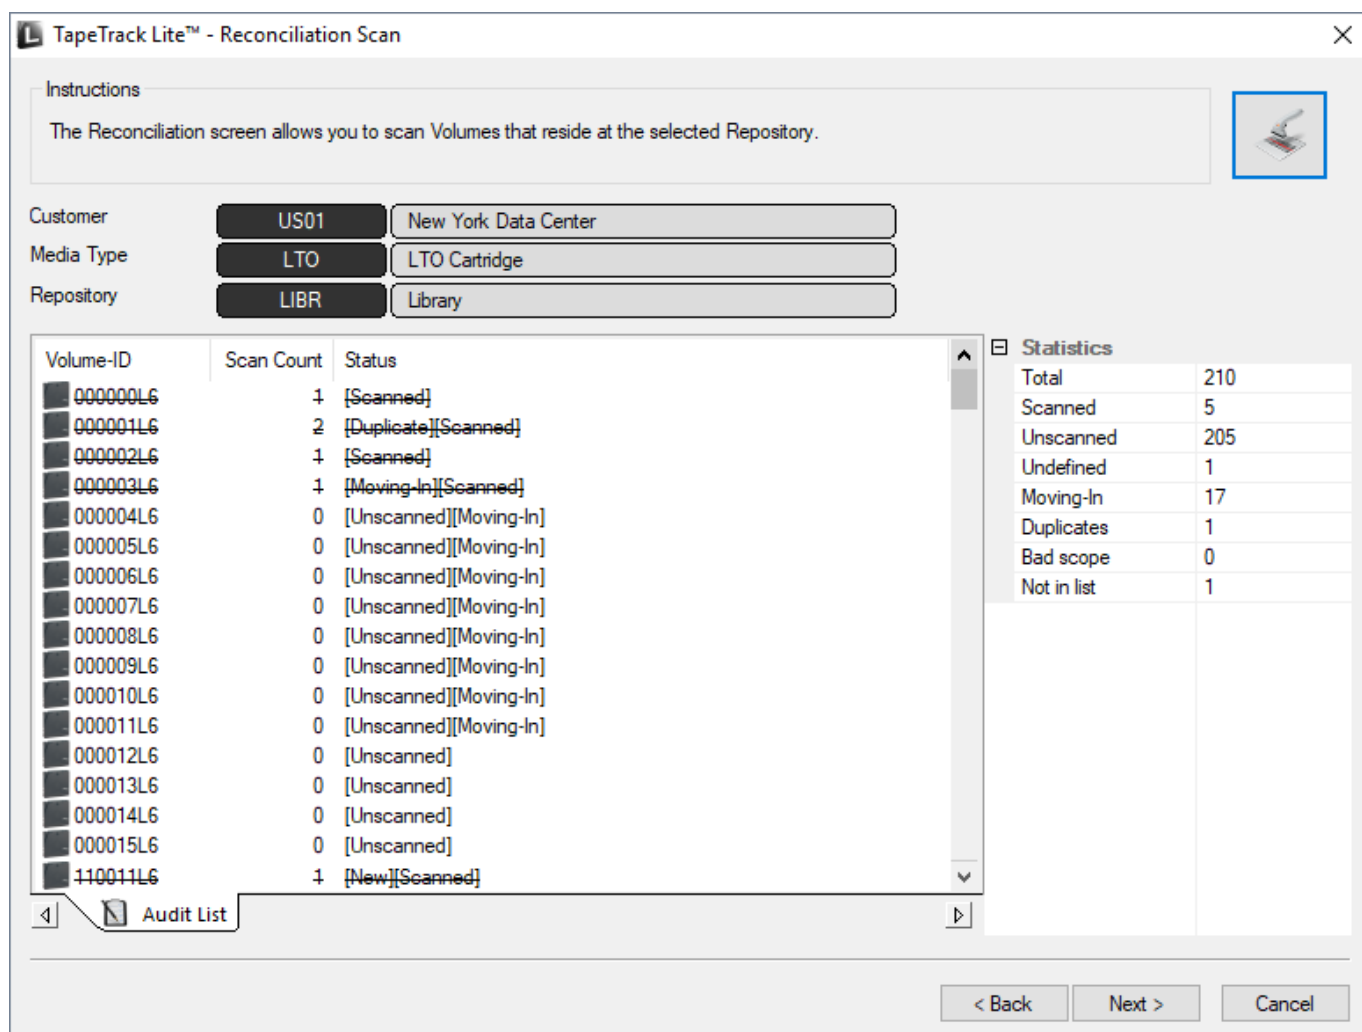 TapeTrack Lite™ - Reconciliation Scan
Instructions
The Reconciliation screen allows you to scan Volumes that reside at the selected Repository.
Customer US01 New York Data Center
Media Type LTO LTO Cartridge
Repository LIBR Library
Volume-ID Scan Count Status
000000L6 1 [Scanned]
000001L6 2 [Duplicate][Scanned]
000002L6 1 [Scanned]
000003L6 1 [Moving-In][Scanned]
000004L6 0 [Unscanned][Moving-In]
000005L6 0 [Unscanned][Moving-In]
000006L6 0 [Unscanned][Moving-In]
000007L6 0 [Unscanned][Moving-In]
000008L6 0 [Unscanned][Moving-In]
000009L6 0 [Unscanned][Moving-In]
000010L6 0 [Unscanned][Moving-In]
000011L6 0 [Unscanned][Moving-In]
000012L6 0 [Unscanned]
000013L6 0 [Unscanned]
000014L6 0 [Unscanned]
000015L6 0 [Unscanned]
110011L6 1 [New][Scanned]
Audit List
Statistics
Total 210
Scanned 5
Unscanned 205
Undefined 1
Moving-In 17
Duplicates 1
Bad scope 0
Not in list 1
< Back Next > Cancel